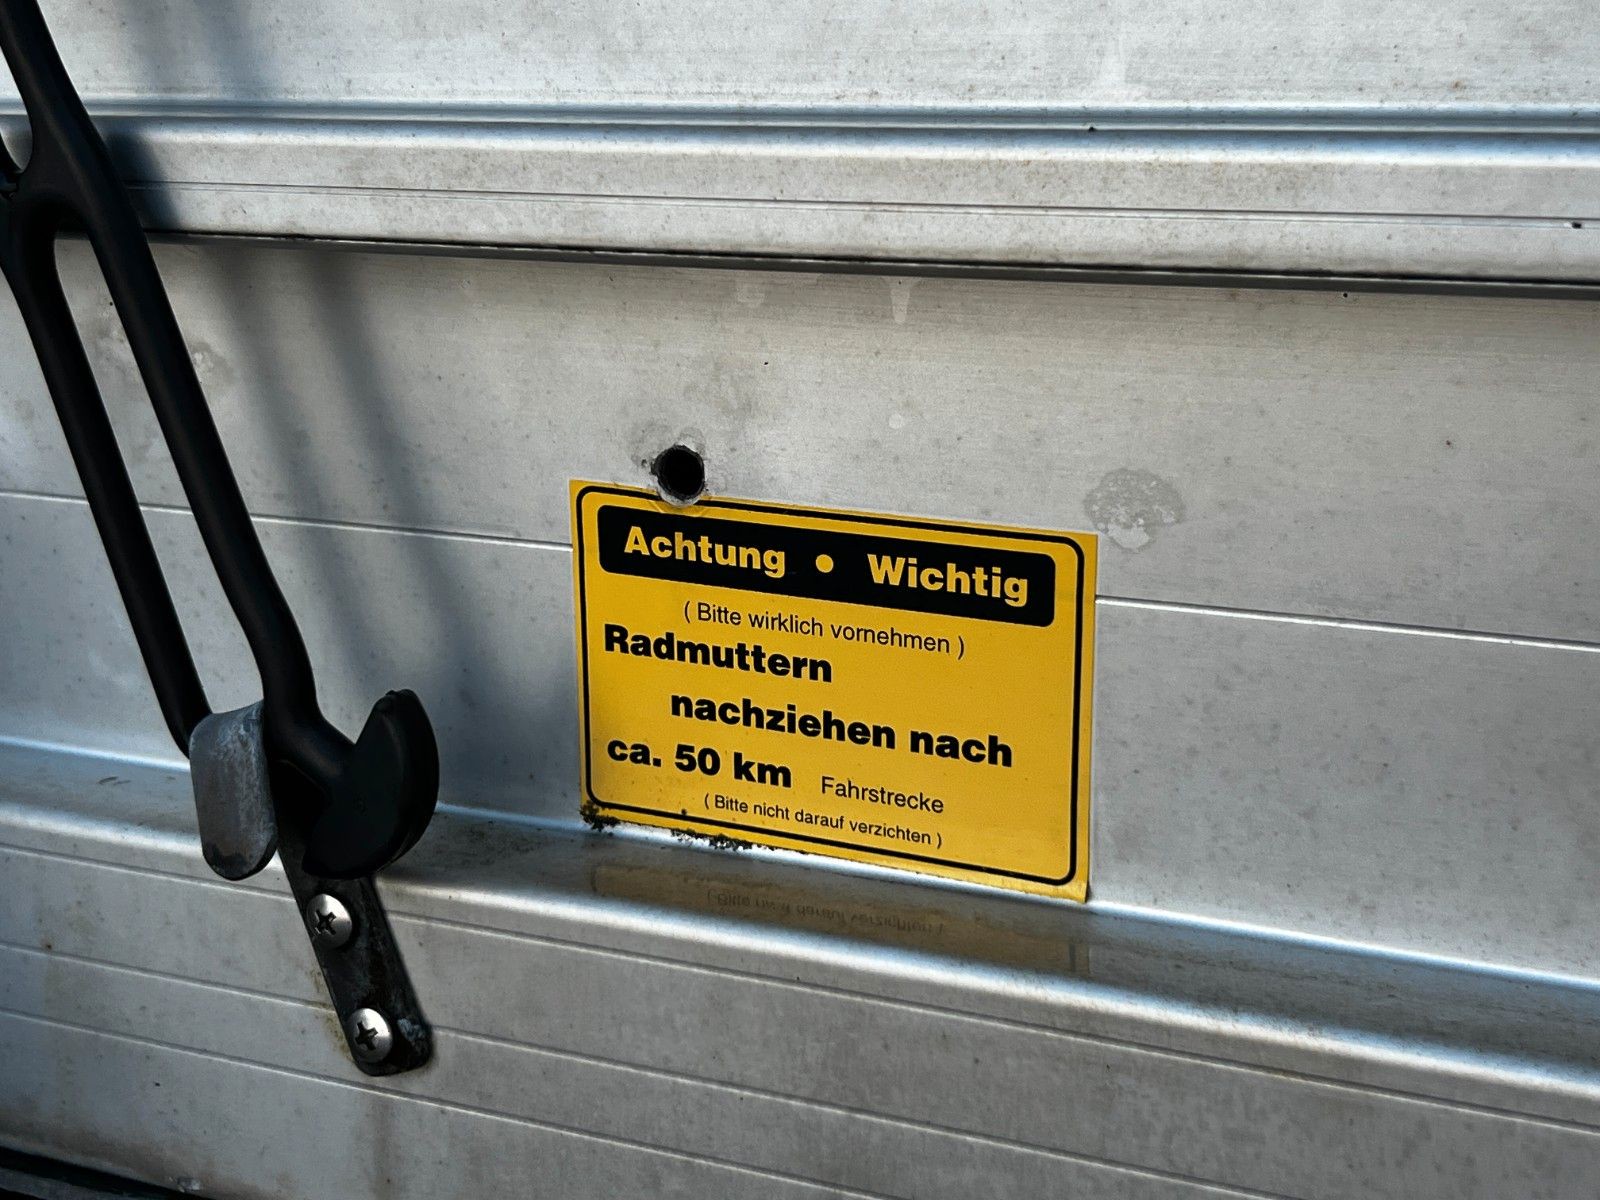 Achtung • Wichtig
( Bitte wirklich vornehmen )
Radmuttern
nachziehen nach
ca. 50 km Fahrstrecke
( Bitte nicht darauf verzichten )